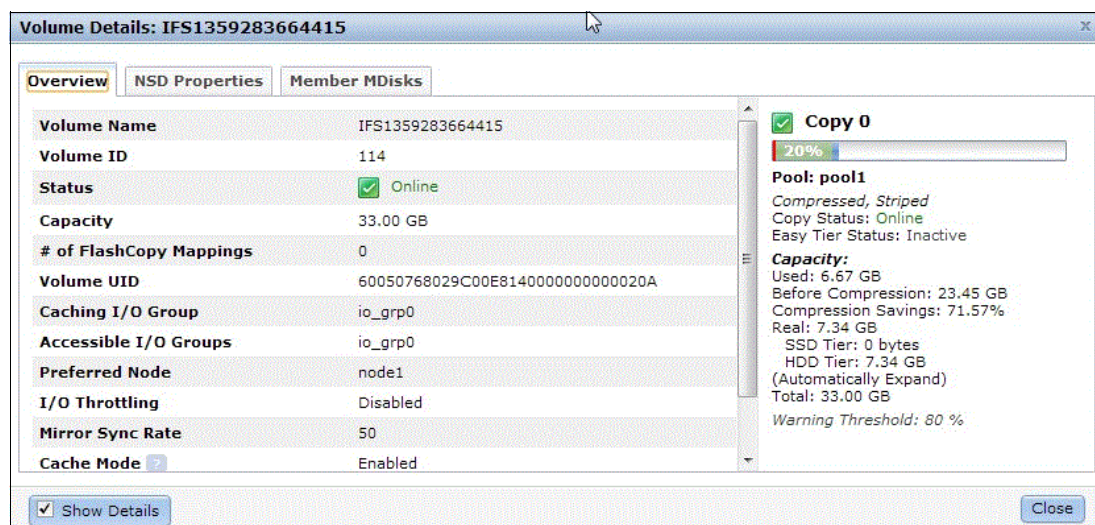 Volume Details: IFS1359283664415
x
Overview NSD Properties Member MDisks
Volume Name IFS1359283664415
Volume ID 114
Status Online
Capacity 33.00 GB
# of FlashCopy Mappings 0
Volume UID 60050768029C00E8140000000000020A
Caching I/O Group io_grp0
Accessible I/O Groups io_grp0
Preferred Node node1
I/O Throttling Disabled
Mirror Sync Rate 50
Cache Mode ? Enabled
Copy 0
20%
Pool: pool1
Compressed, Striped
Copy Status: Online
Easy Tier Status: Inactive
Capacity:
Used: 6.67 GB
Before Compression: 23.45 GB
Compression Savings: 71.57%
Real: 7.34 GB
SSD Tier: 0 bytes
HDD Tier: 7.34 GB
(Automatically Expand)
Total: 33.00 GB
Warning Threshold: 80 %
Show Details
Close